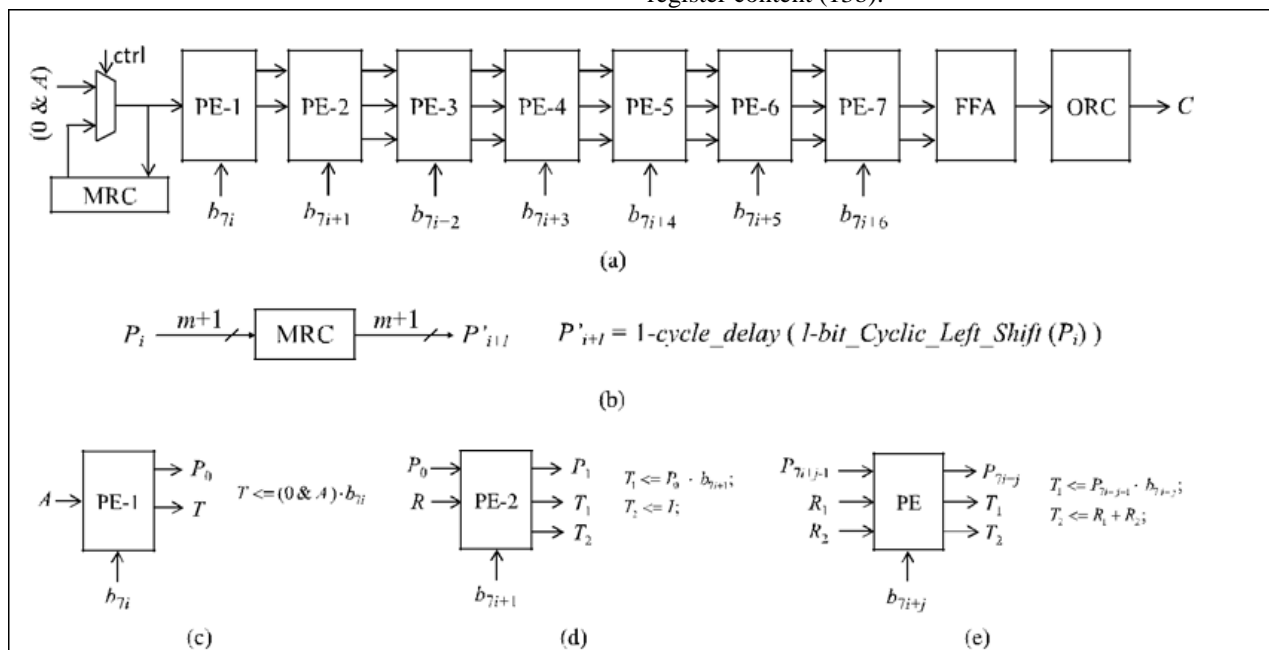 register content (15b).
ctrl
(0 & A)
MRC
PE-1
PE-2
PE-3
PE-4
PE-5
PE-6
PE-7
FFA
ORC
C
b7i
b7i+1
b7i−2
b7i+3
b7i+4
b7i+5
b7i+6
(a)
Pi m+1 MRC m+1 P'i+1 P'i+1 = 1-cycle_delay ( 1-bit_Cyclic_Left_Shift (Pi) )
(b)
A PE-1 P0 T b7i
T <= (0 & A) · b7i
(c)
P0 R PE-2 P1 T1 T2 b7i+1
T1 <= P0 · b7i+1;
T2 <= I;
(d)
P7i+j-1 R1 R2 PE P7i-j T1 T2 b7i+j
T1 <= P7i-j-1 · b7i-j;
T2 <= R1 + R2;
(e)